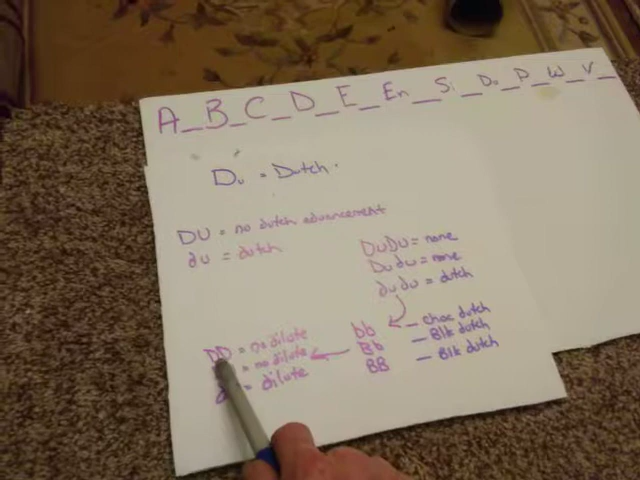 A_B_C_D_E_En_Si_Du_P_W_V_
Du = Dutch
DU = no dutch advancement
du = dutch
DuDu = none
Dudu = none
dudu = dutch
bb — choc dutch
Bb — Blk dutch
BB — Blk dutch
DD = no dilute
= no dilute
= dilute